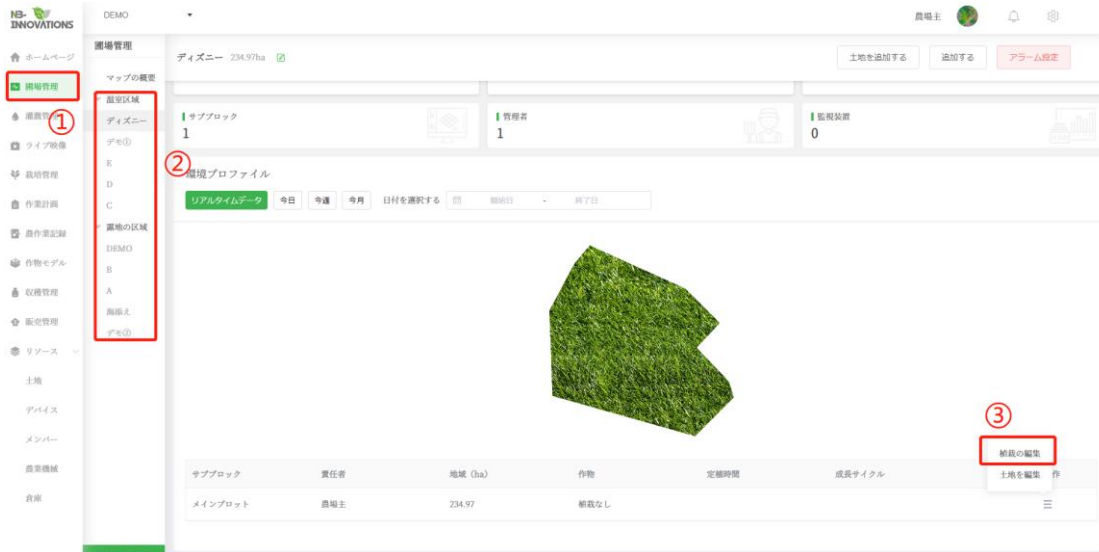 NB-INNOVATIONS
DEMO
農場主
ホームページ
圃場管理
ライブ映像
栽培管理
作業計画
農作業記録
作物モデル
収穫管理
販売管理
リソース
土地
デバイス
メンバー
農業機械
倉庫
①
圃場管理
マップの概要
温室区域
ディズニー
デモ①
E
D
C
露地の区域
DEMO
B
A
デモ②
②
ディズニー 234.97ha
土地を追加する
追加する
アラーム設定
サブブロック
1
管理者
1
監視装置
0
環境プロファイル
リアルタイムデータ 今日 今週 今月 日付を選択する 開始日 - 終了日
③
植栽の編集
土地を編集
サブブロック 責任者 地域（ha） 作物 定植時間 成長サイクル 作
メインプロット 農場主 234.97 植栽なし